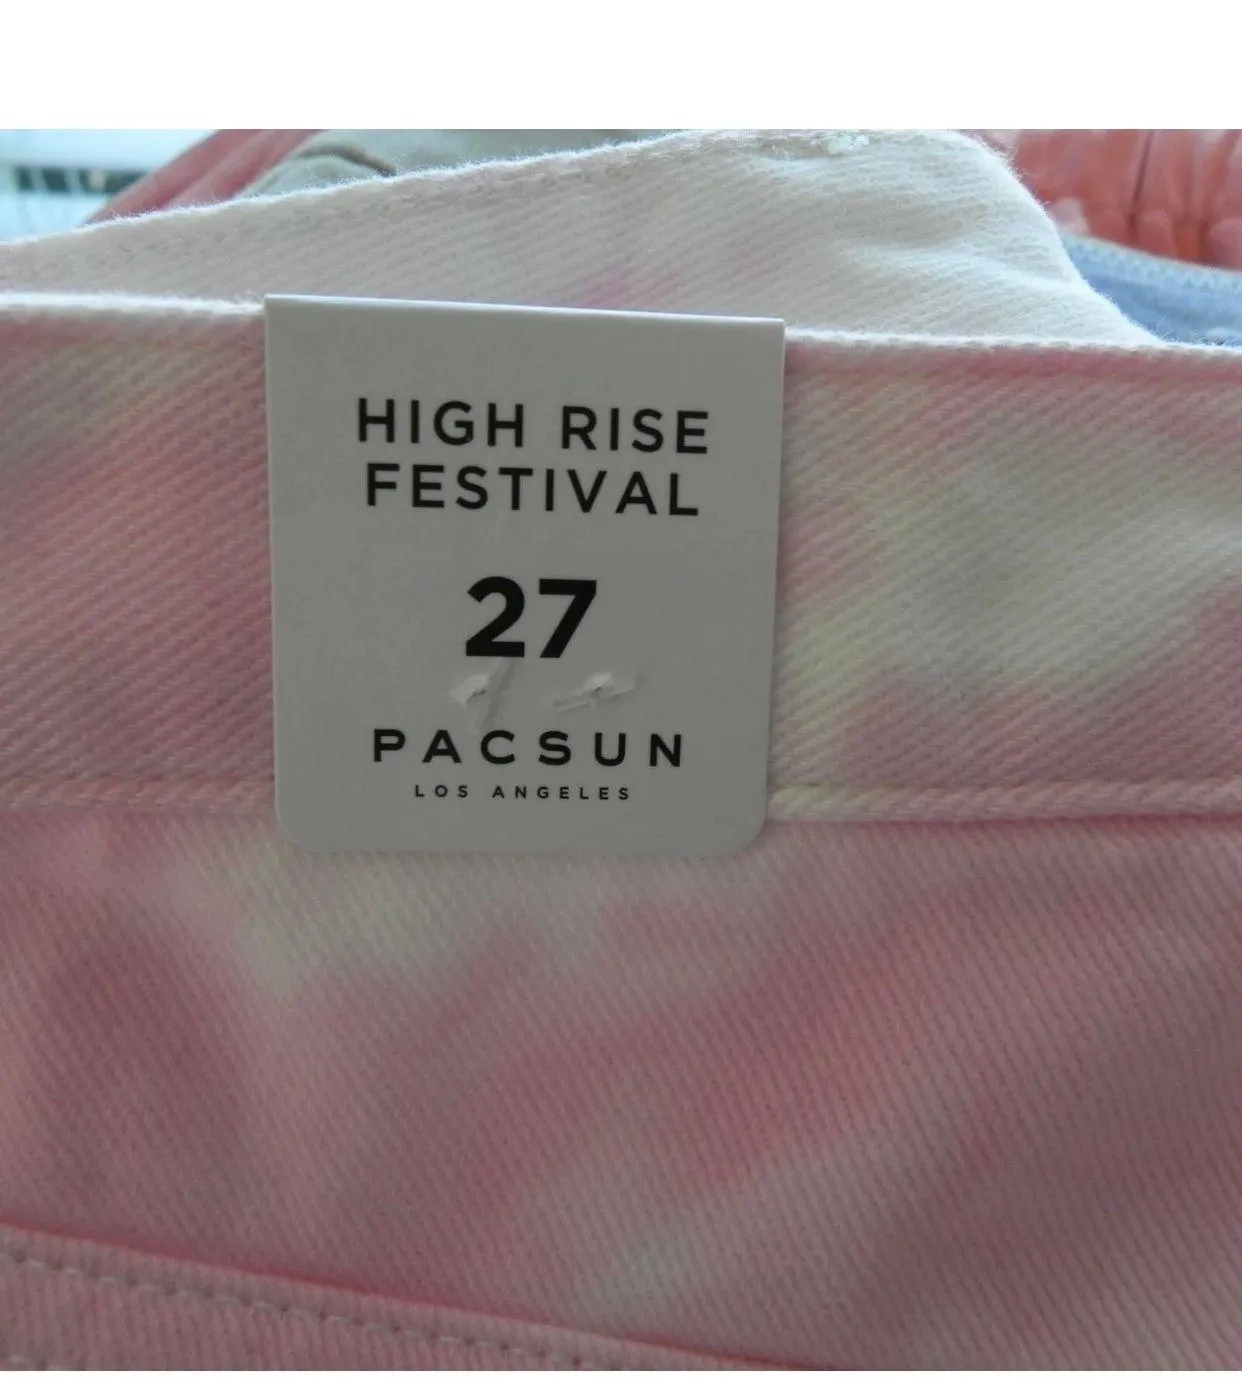 HIGH RISE
FESTIVAL
27
PACSUN
LOS ANGELES